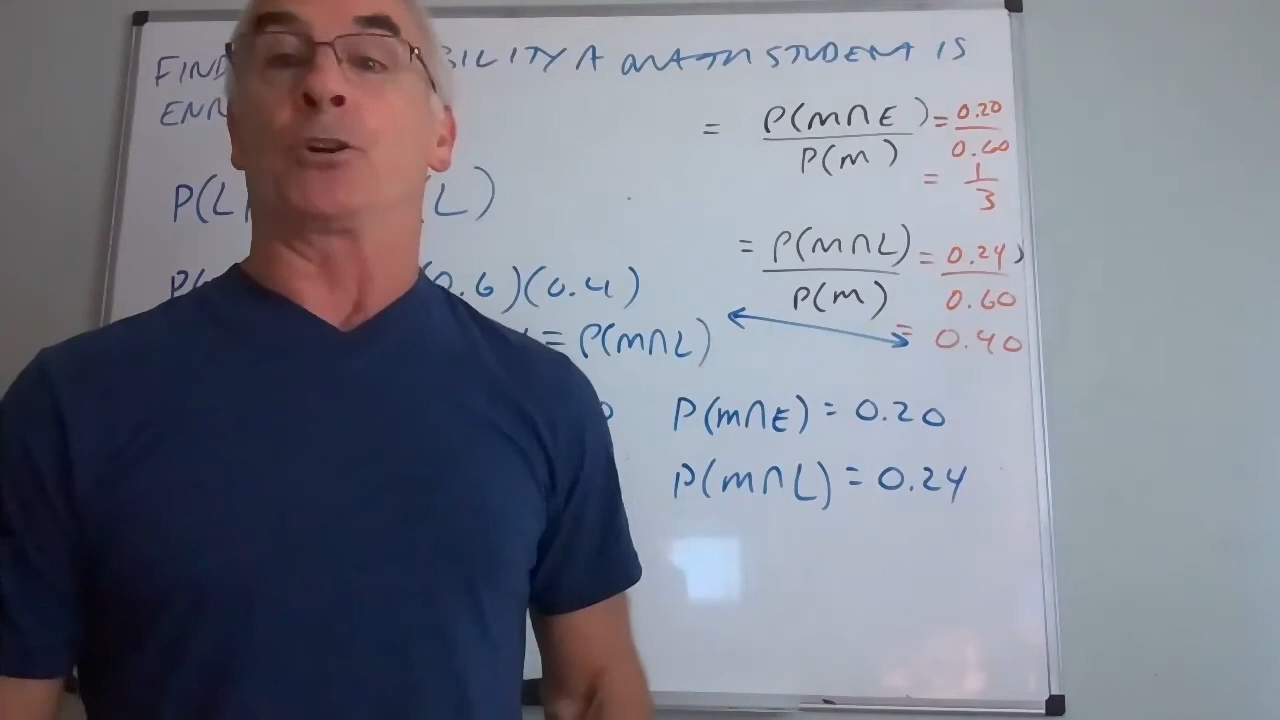 FIND BILITY A MATH STUDENT IS
ENR
= P(M∩E) / P(M) = 0.20 / 0.60
= 1/3
P(L (L)
= P(M∩L) / P(M) = 0.24 / 0.60
P( (0.6)(0.4)
= P(M∩L) = 0.40
P(M∩E) = 0.20
P(M∩L) = 0.24